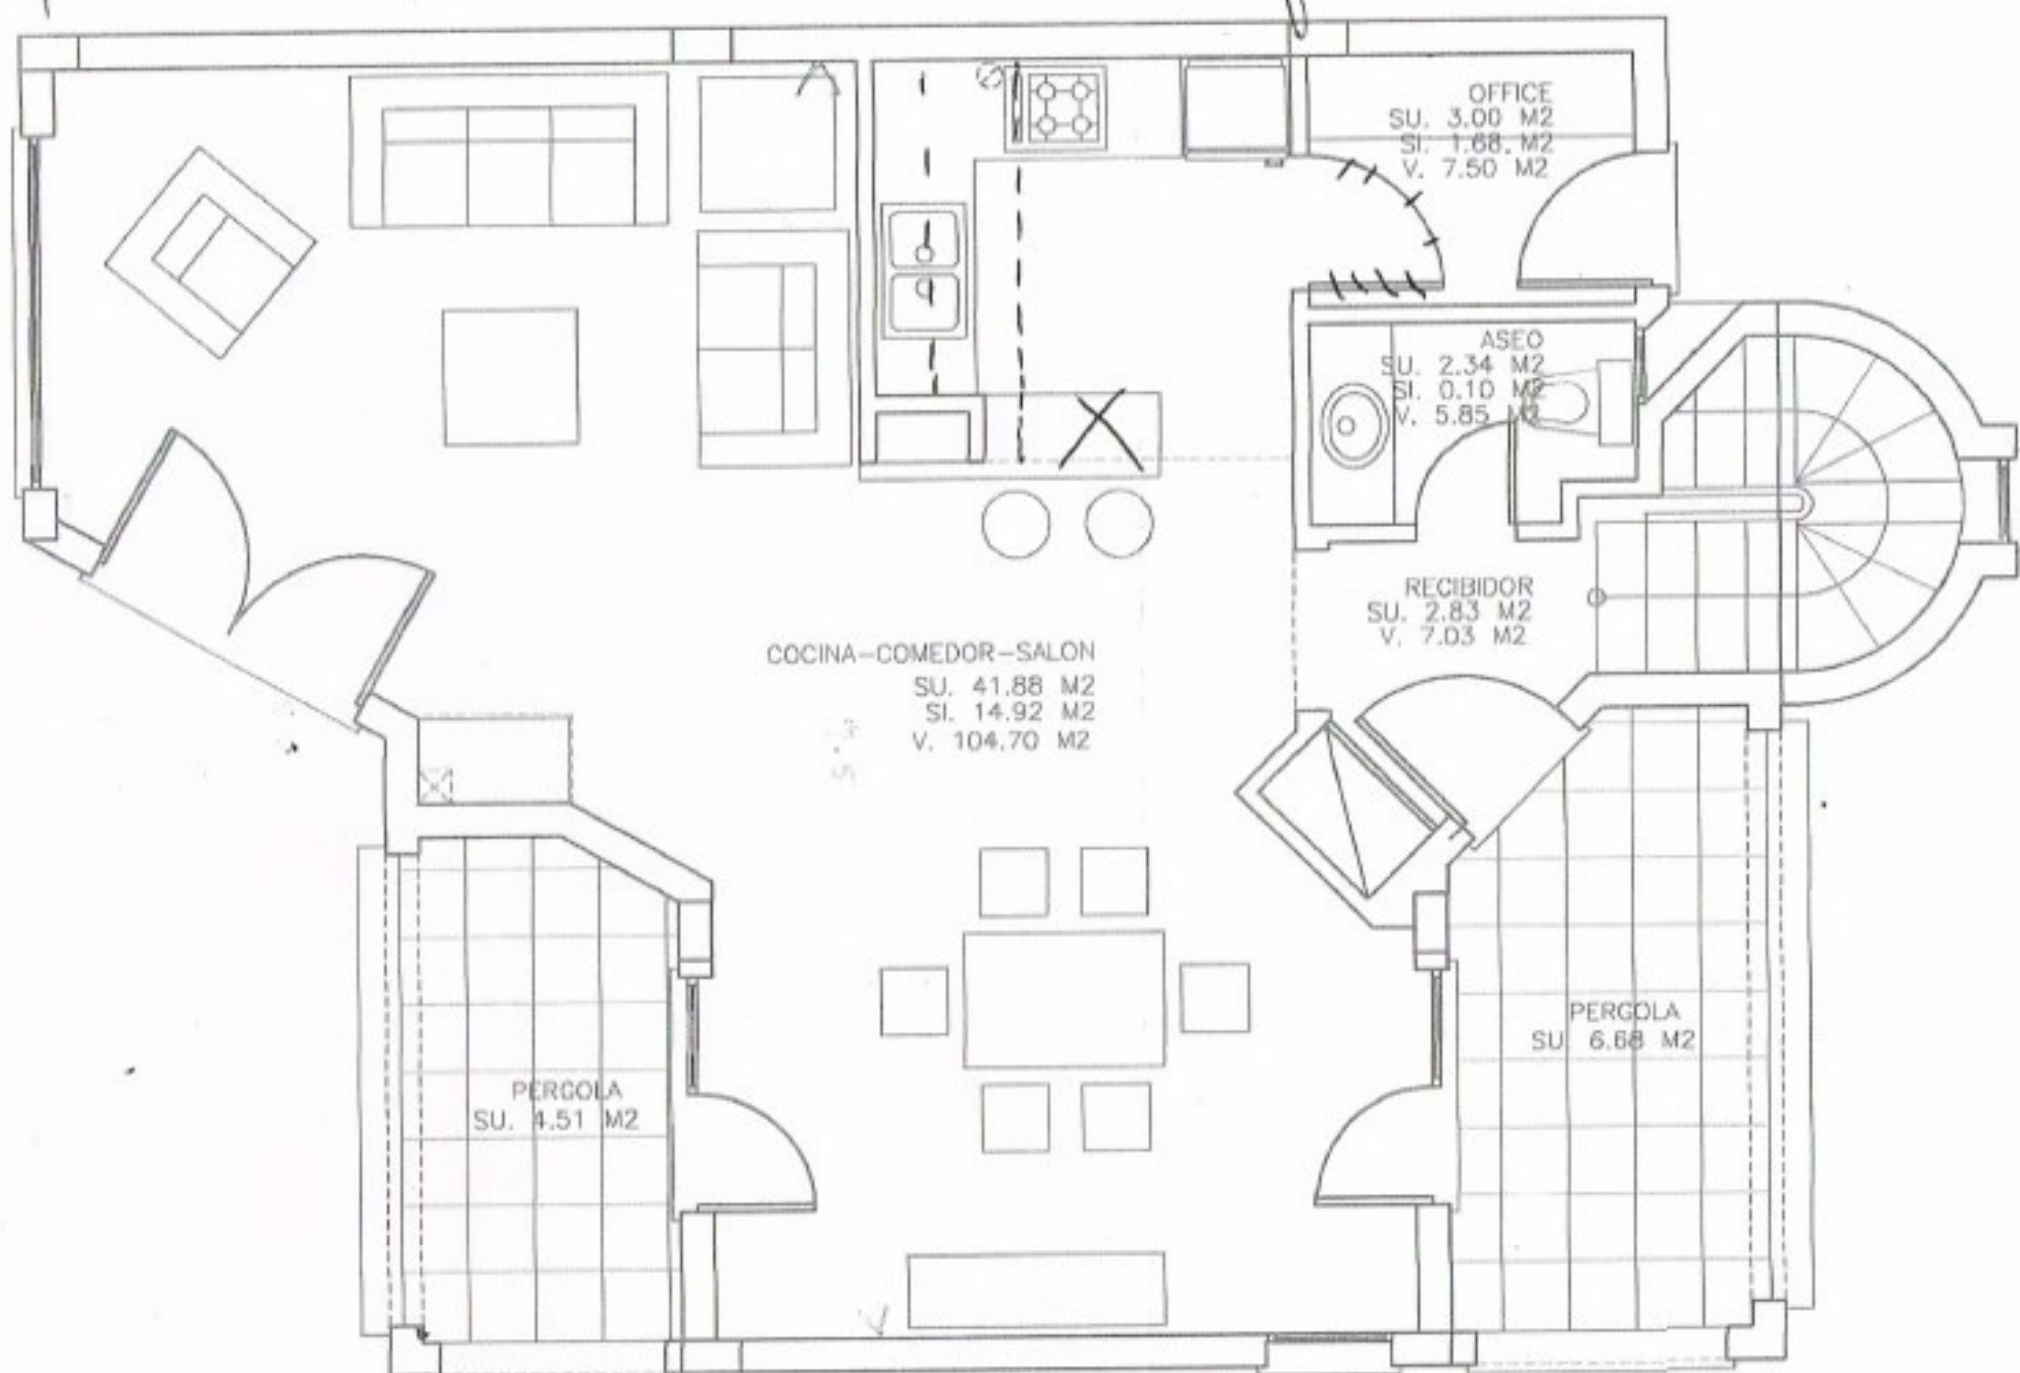 OFFICE
SU. 3.00 M2
SI. 1.68. M2
V. 7.50 M2
ASEO
SU. 2.34 M2
SI. 0.10 M2
V. 5.85 M2
RECIBIDOR
SU. 2.83 M2
V. 7.03 M2
COCINA-COMEDOR-SALON
SU. 41.88 M2
SI. 14.92 M2
V. 104.70 M2
PERGOLA
SU 6.68 M2
PERGOLA
SU. 4.51 M2